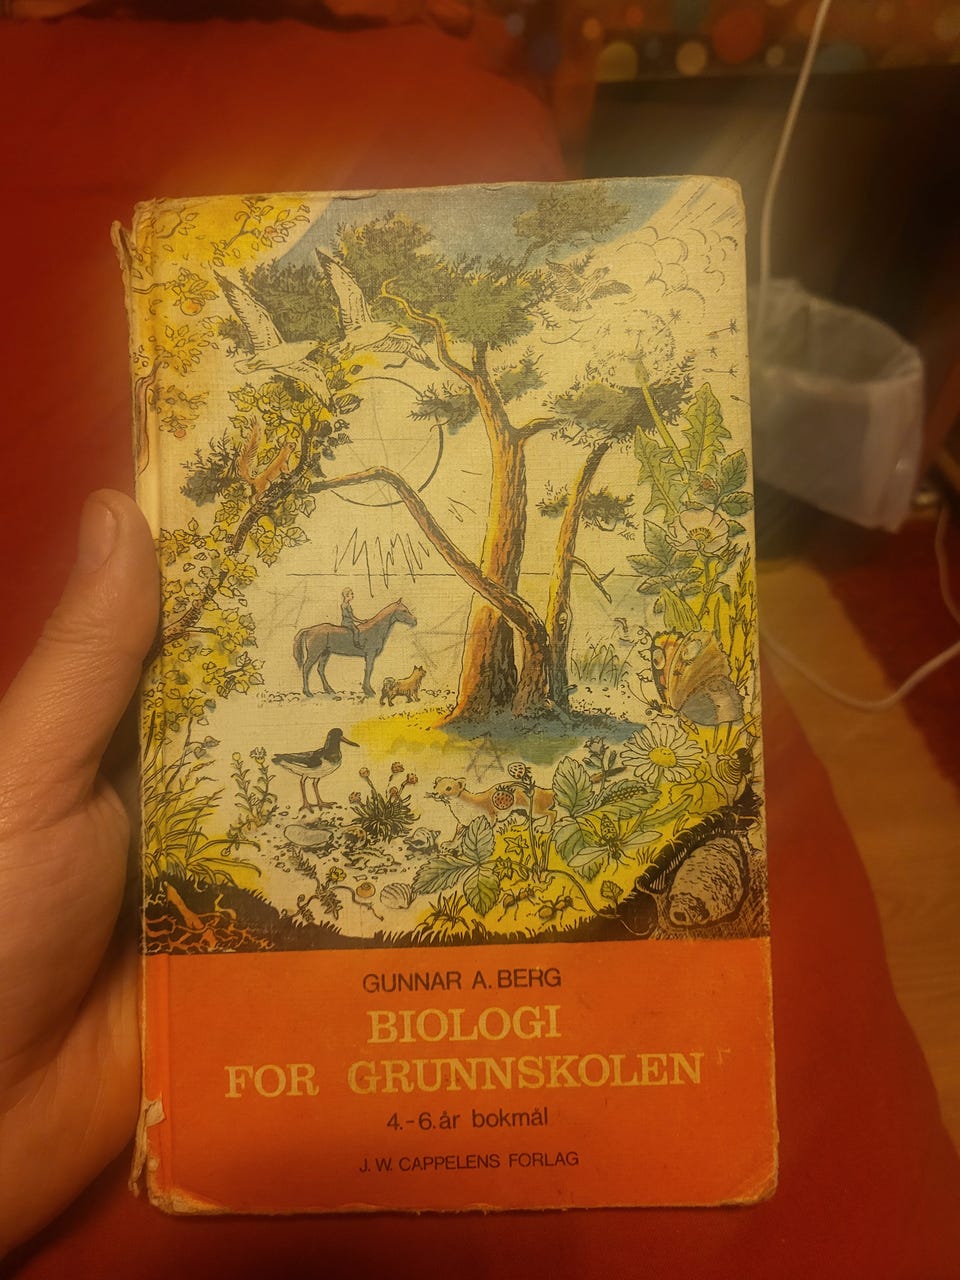 GUNNAR A. BERG
BIOLOGI
FOR GRUNNSKOLEN
4.-6. år bokmål
J. W. CAPPELENS FORLAG